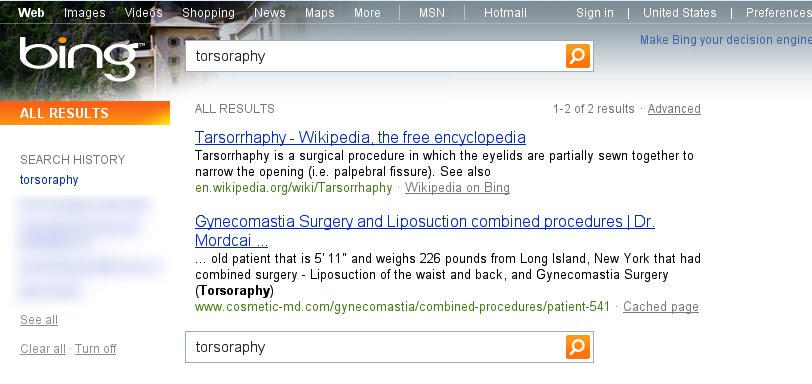 Web Images Videos Shopping News Maps More | MSN | Hotmail Sign in | United States | Preferences
Make Bing your decision engine
bing™
torsoraphy
ALL RESULTS
ALL RESULTS 1-2 of 2 results · Advanced
Tarsorrhaphy - Wikipedia, the free encyclopedia
Tarsorrhaphy is a surgical procedure in which the eyelids are partially sewn together to
narrow the opening (i.e. palpebral fissure). See also
en.wikipedia.org/wiki/Tarsorrhaphy · Wikipedia on Bing
SEARCH HISTORY
torsoraphy
See all
Clear all · Turn off
Gynecomastia Surgery and Liposuction combined procedures | Dr.
Mordcai ...
... old patient that is 5' 11" and weighs 226 pounds from Long Island, New York that had
combined surgery - Liposuction of the waist and back, and Gynecomastia Surgery
(Torsoraphy)
www.cosmetic-md.com/gynecomastia/combined-procedures/patient-541 · Cached page
torsoraphy